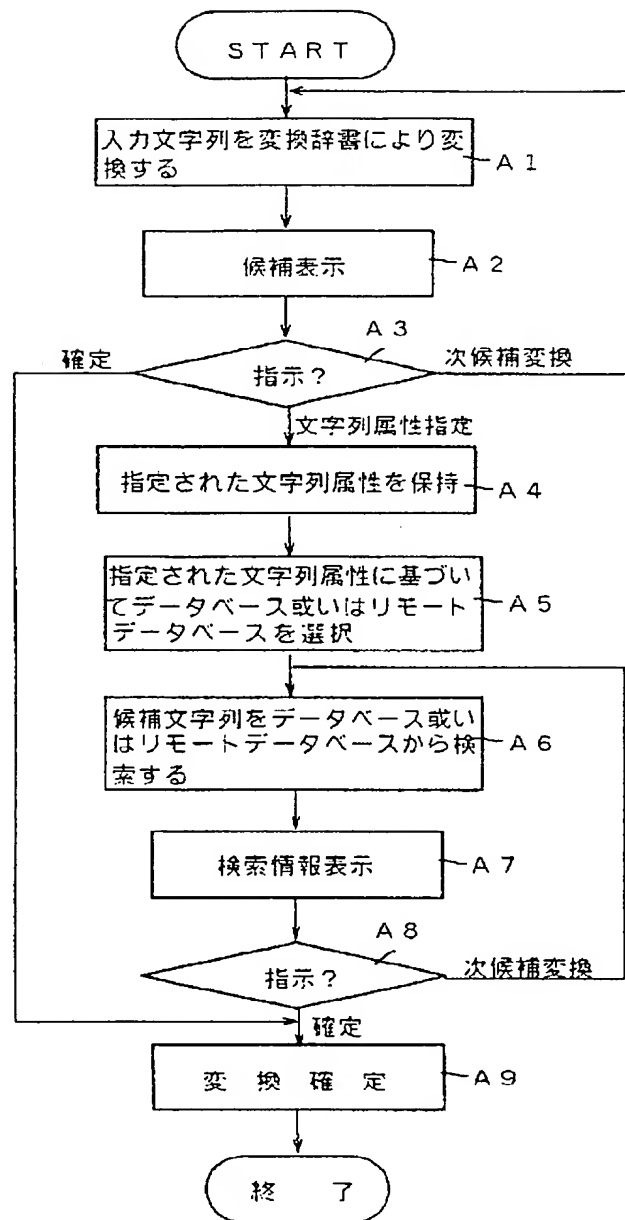 START
入力文字列を変換辞書により変
換する
A1
候補表示
A2
A3
確定
指示?
次候補変換
文字列属性指定
指定された文字列属性を保持
A4
指定された文字列属性に基づい
てデータベース或いはリモート
データベースを選択
A5
候補文字列をデータベース或い
はリモートデータベースから検
索する
A6
検索情報表示
A7
A8
指示?
次候補変換
確定
変換確定
A9
終了